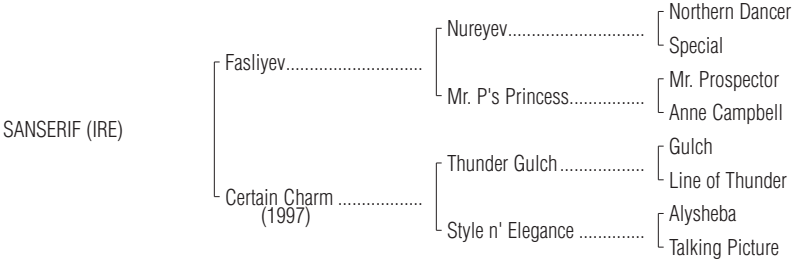 Northern Dancer
Nureyev.............................
Special
Fasliyev.............................
Mr. Prospector
Mr. P's Princess................
Anne Campbell
SANSERIF (IRE)
Gulch
Thunder Gulch..................
Line of Thunder
Certain Charm ..................
(1997)
Alysheba
Style n' Elegance ..............
Talking Picture